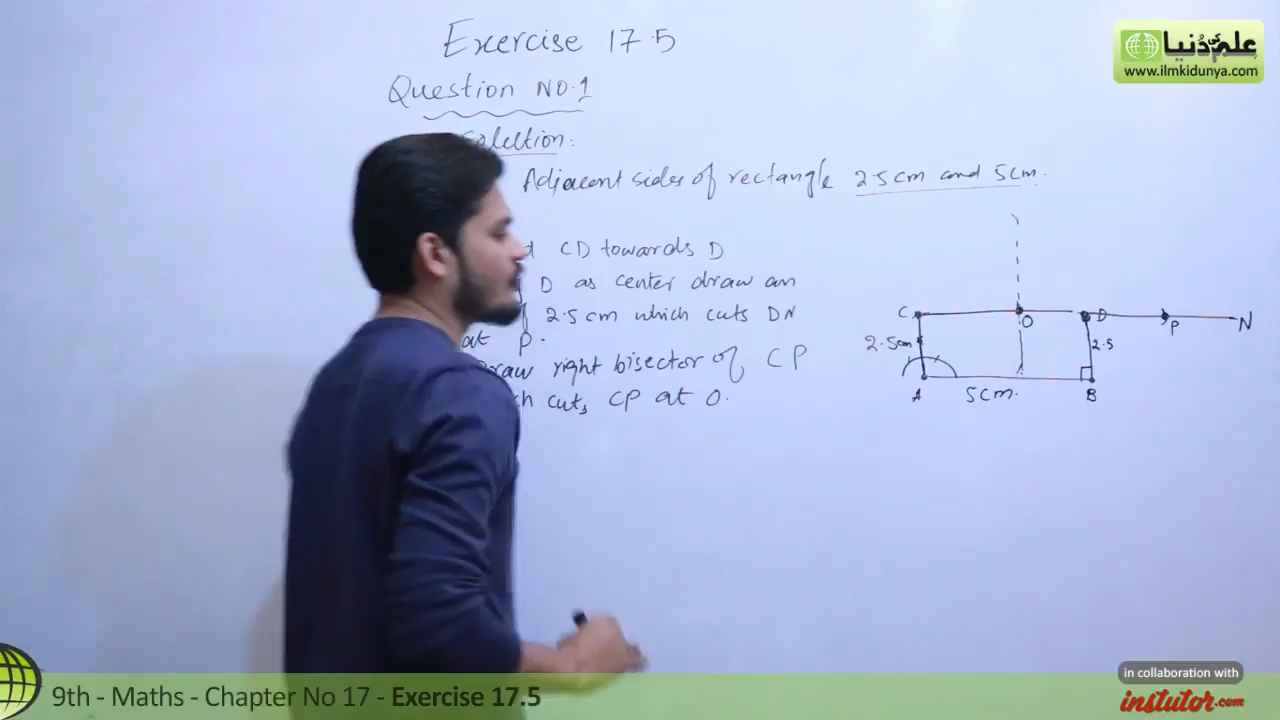 Exercise 17.5
Question NO.1
Solution:
Adjacent sides of rectangle 2.5cm and 5cm.
CD towards D
D as center draw an
2.5cm which cuts DN
at P.
Draw right bisector of CP
cuts CP at O.
C
O
D
P
N
2.5cm
2.5
A
5cm.
B
علم کی دُنیا
www.ilmkidunya.com
9th - Maths - Chapter No 17 - Exercise 17.5
in collaboration with
instutor.com